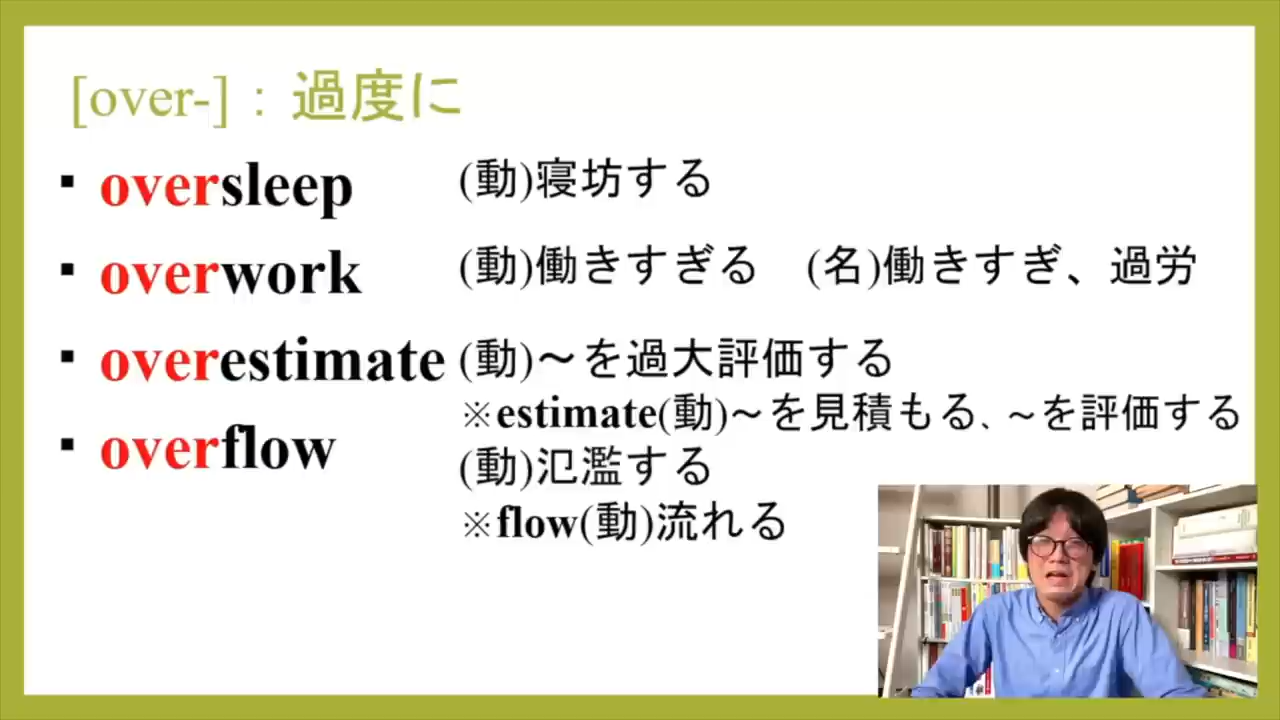 [over-]：過度に
▪ oversleep (動)寝坊する
▪ overwork (動)働きすぎる　(名)働きすぎ、過労
▪ overestimate (動)～を過大評価する
※estimate(動)～を見積もる、～を評価する
▪ overflow (動)氾濫する
※flow(動)流れる